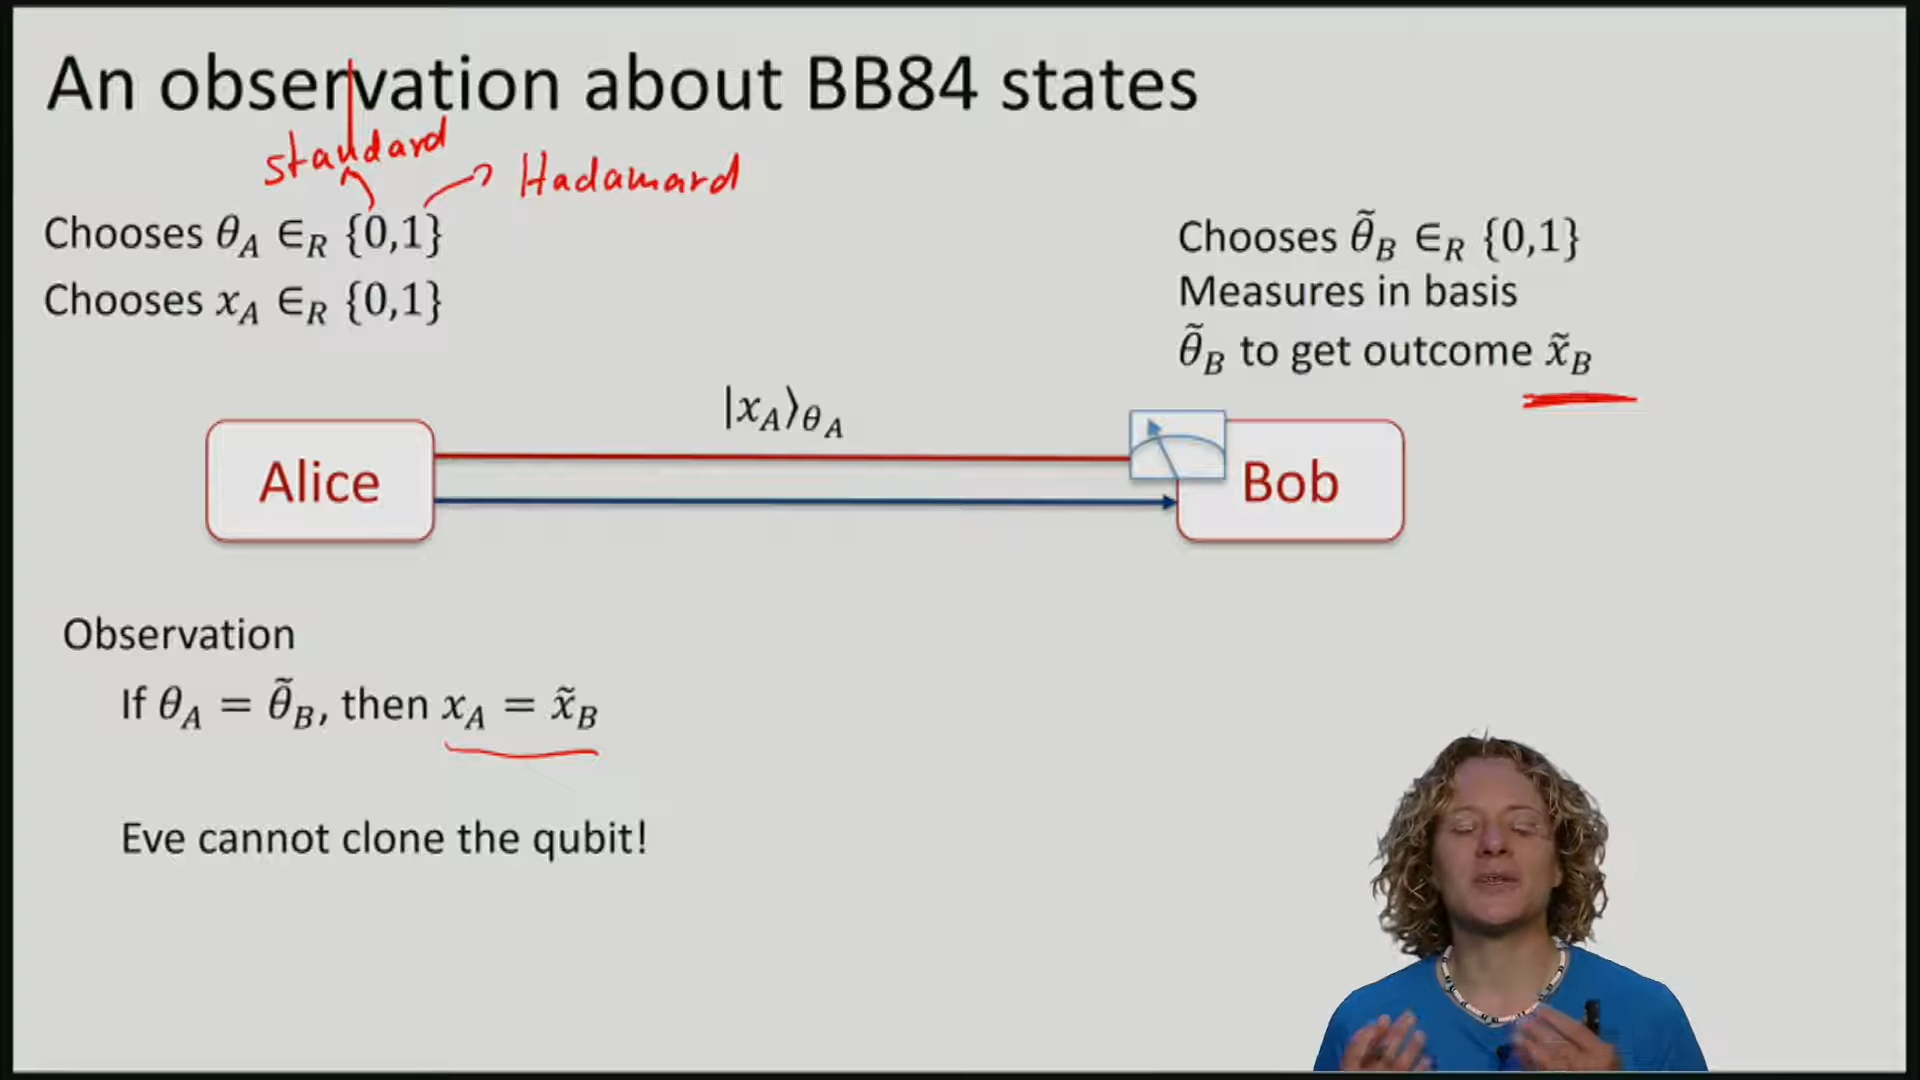 An observation about BB84 states
standard
Hadamard
Chooses θ_A ∈_R {0,1}
Chooses x_A ∈_R {0,1}
Chooses θ̃_B ∈_R {0,1}
Measures in basis
θ̃_B to get outcome x̃_B
|x_A⟩_θ_A
Alice
Bob
Observation
If θ_A = θ̃_B, then x_A = x̃_B
Eve cannot clone the qubit!